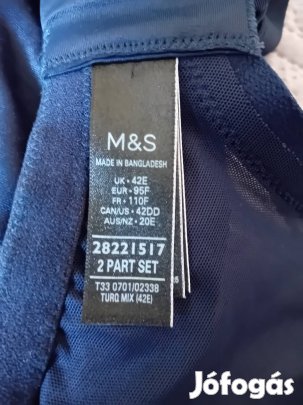 M&S
MADE IN BANGLADESH
UK • 42E
EUR • 95F
FR • 110F
CAN/US • 42DD
AUS/NZ • 20E
28221517
2 PART SET
T33 0701/02338
TURQ MIX (42E)
Jófogás